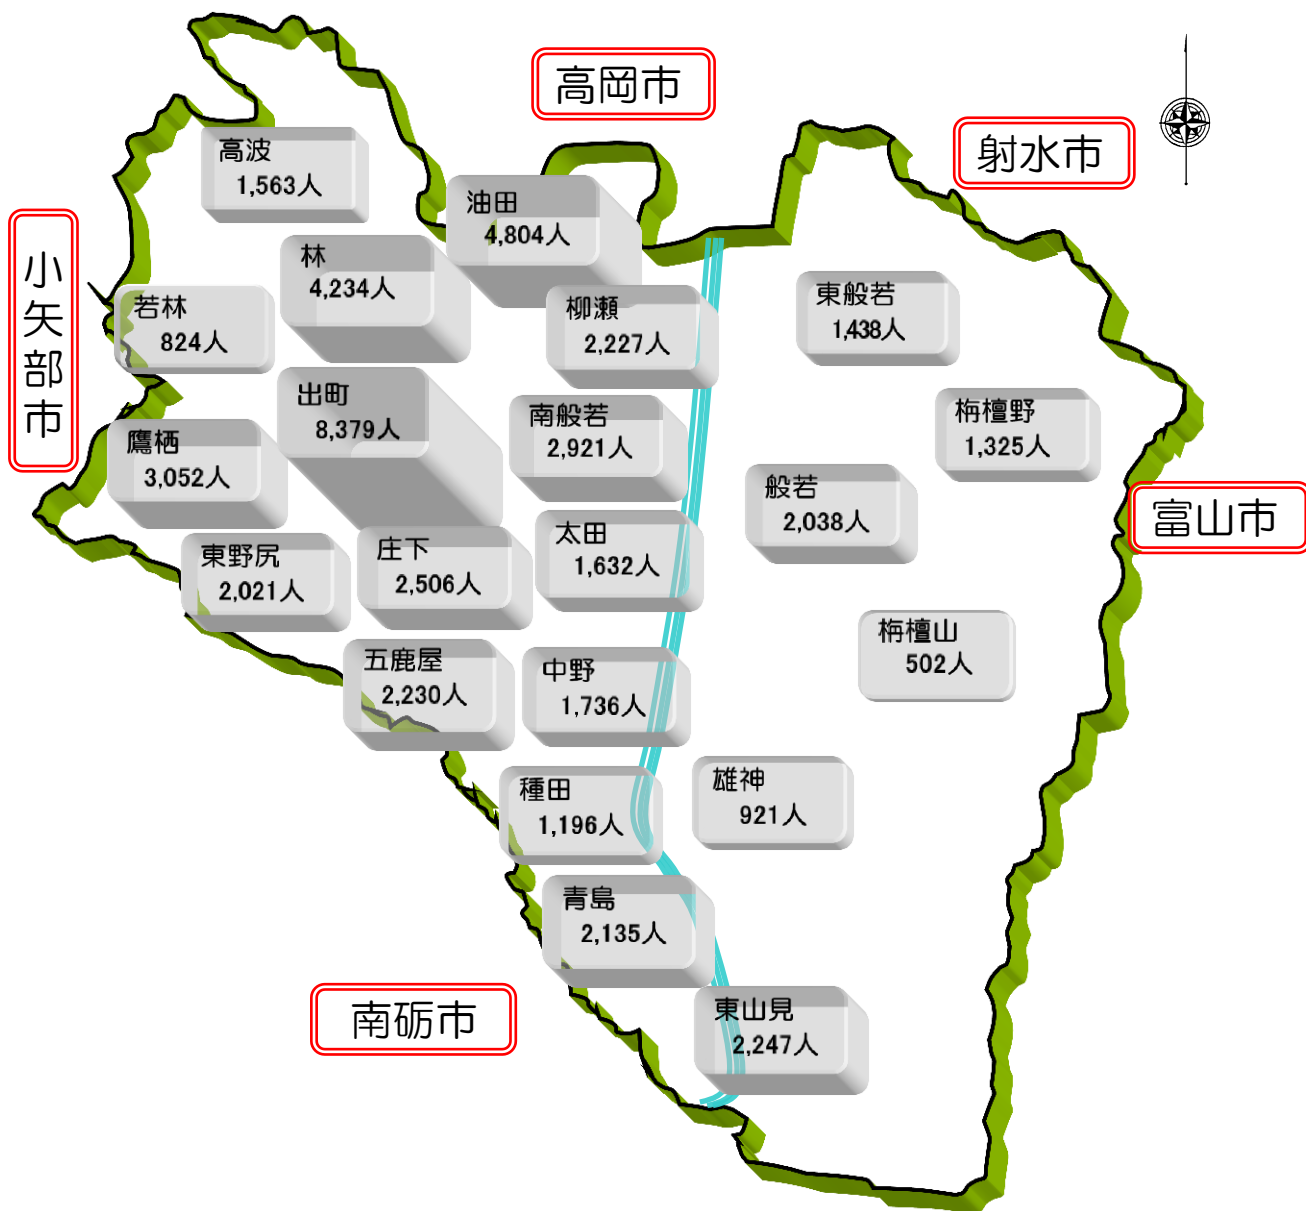 高岡市
射水市
高波
1,563人
油田
4,804人
小矢部市
林
4,234人
若林
824人
柳瀬
2,227人
東般若
1,438人
出町
8,379人
南般若
2,921人
栴檀野
1,325人
鷹栖
3,052人
般若
2,038人
富山市
東野尻
2,021人
庄下
2,506人
太田
1,632人
栴檀山
502人
五鹿屋
2,230人
中野
1,736人
種田
1,196人
雄神
921人
青島
2,135人
南砺市
東山見
2,247人